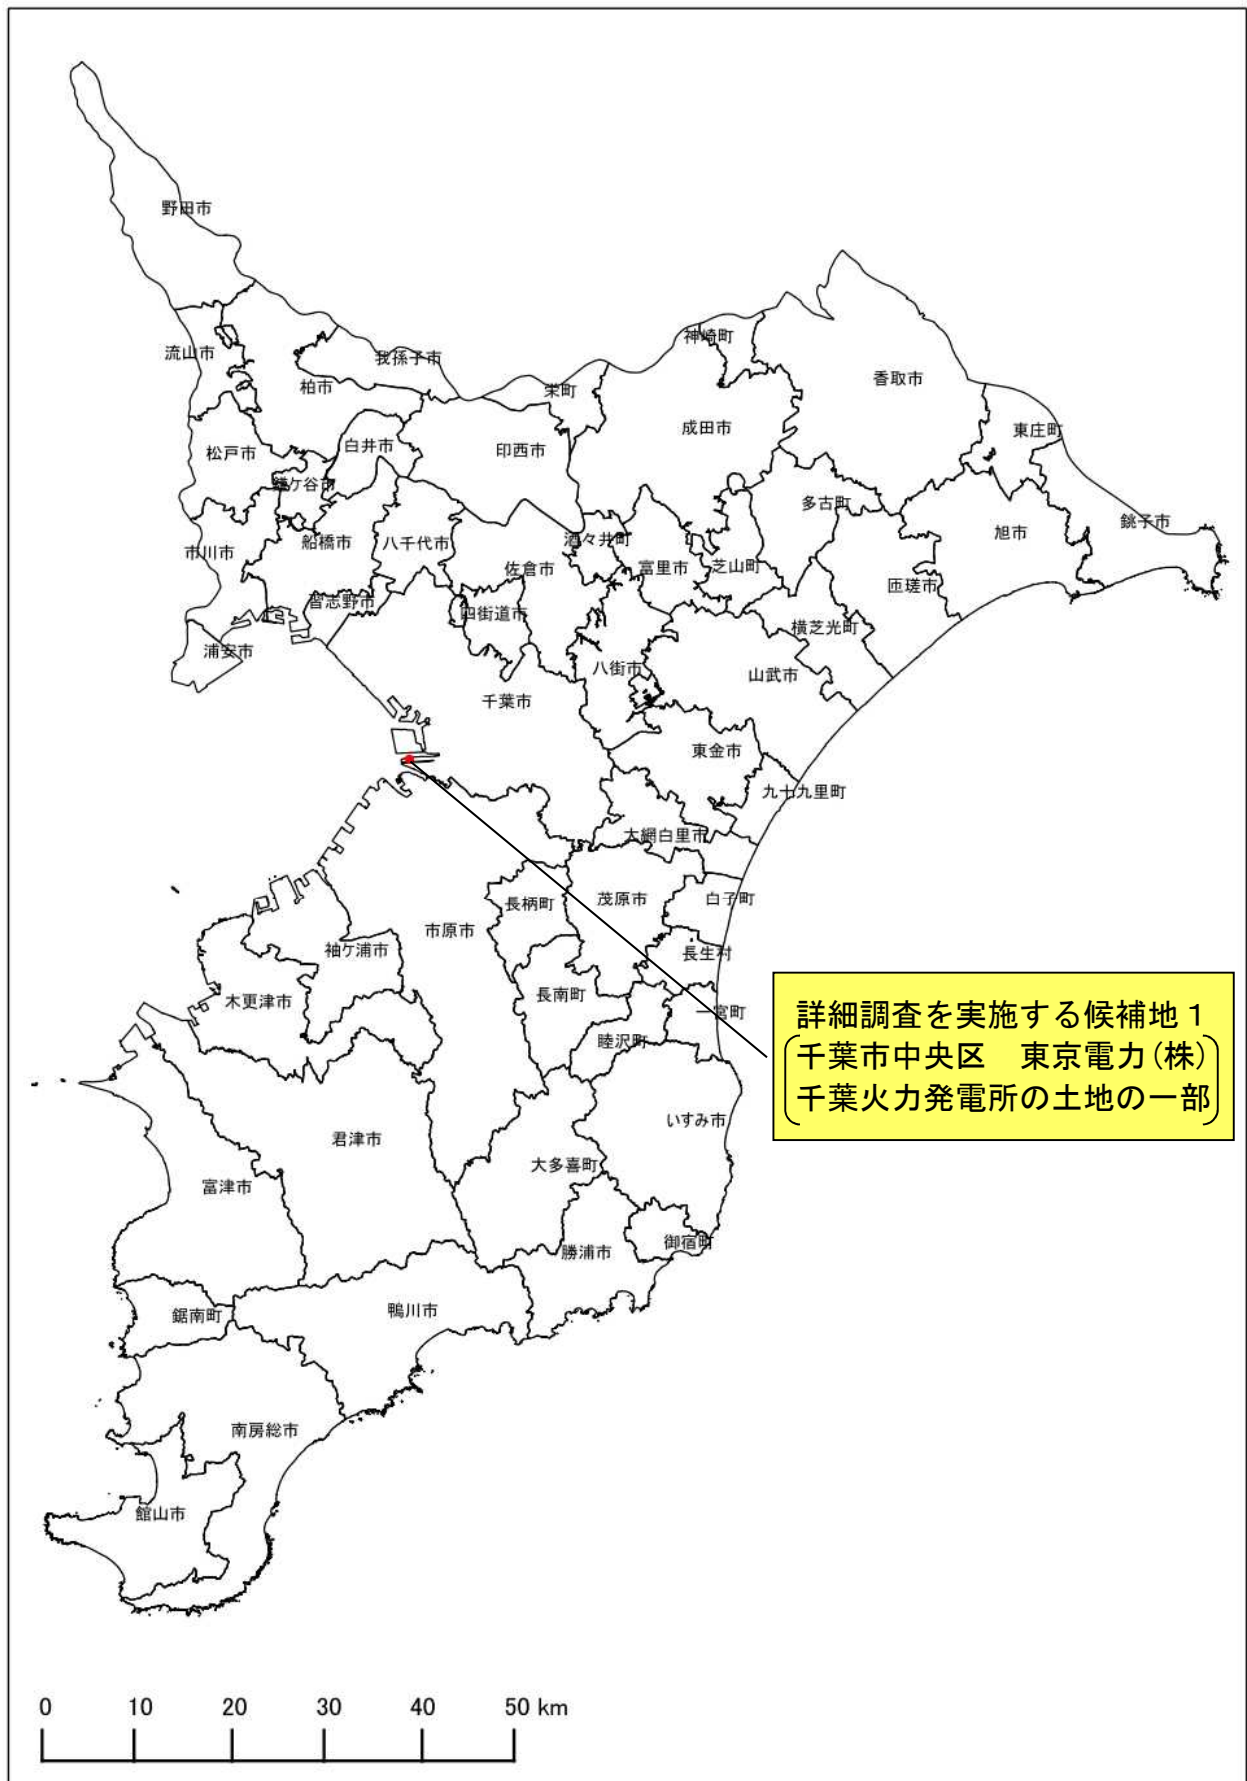 野田市
流山市
我孫子市
柏市
神崎町
栄町
香取市
成田市
東庄町
松戸市
白井市
印西市
鎌ケ谷市
多古町
銚子市
市川市
船橋市
八千代市
酒々井町
旭市
佐倉市
富里市
芝山町
匝瑳市
習志野市
四街道市
横芝光町
浦安市
八街市
山武市
千葉市
東金市
九十九里町
大網白里市
長柄町
茂原市
白子町
市原市
袖ケ浦市
長生村
木更津市
長南町
一宮町
睦沢町
詳細調査を実施する候補地1
千葉市中央区 東京電力(株)
千葉火力発電所の土地の一部
いすみ市
君津市
大多喜町
富津市
勝浦市
御宿町
鋸南町
鴨川市
南房総市
館山市
0 10 20 30 40 50 km